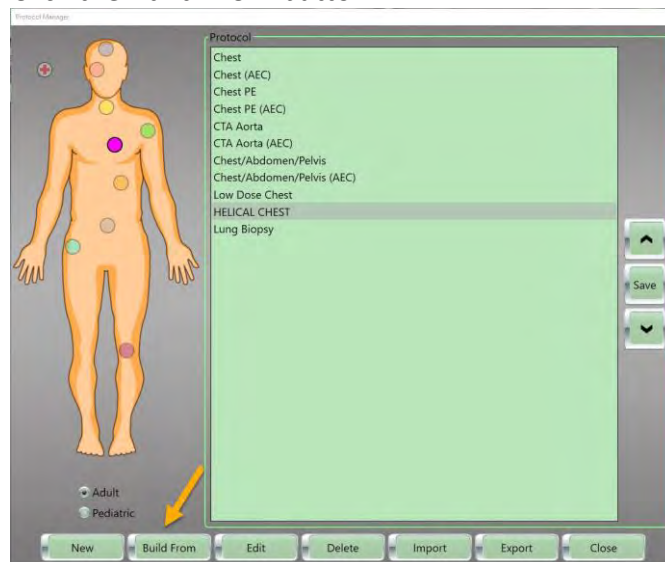 Protocol Manager
Protocol
Chest
Chest (AEC)
Chest PE
Chest PE (AEC)
CTA Aorta
CTA Aorta (AEC)
Chest/Abdomen/Pelvis
Chest/Abdomen/Pelvis (AEC)
Low Dose Chest
HELICAL CHEST
Lung Biopsy
Save
Adult
Pediatric
New
Build From
Edit
Delete
Import
Export
Close